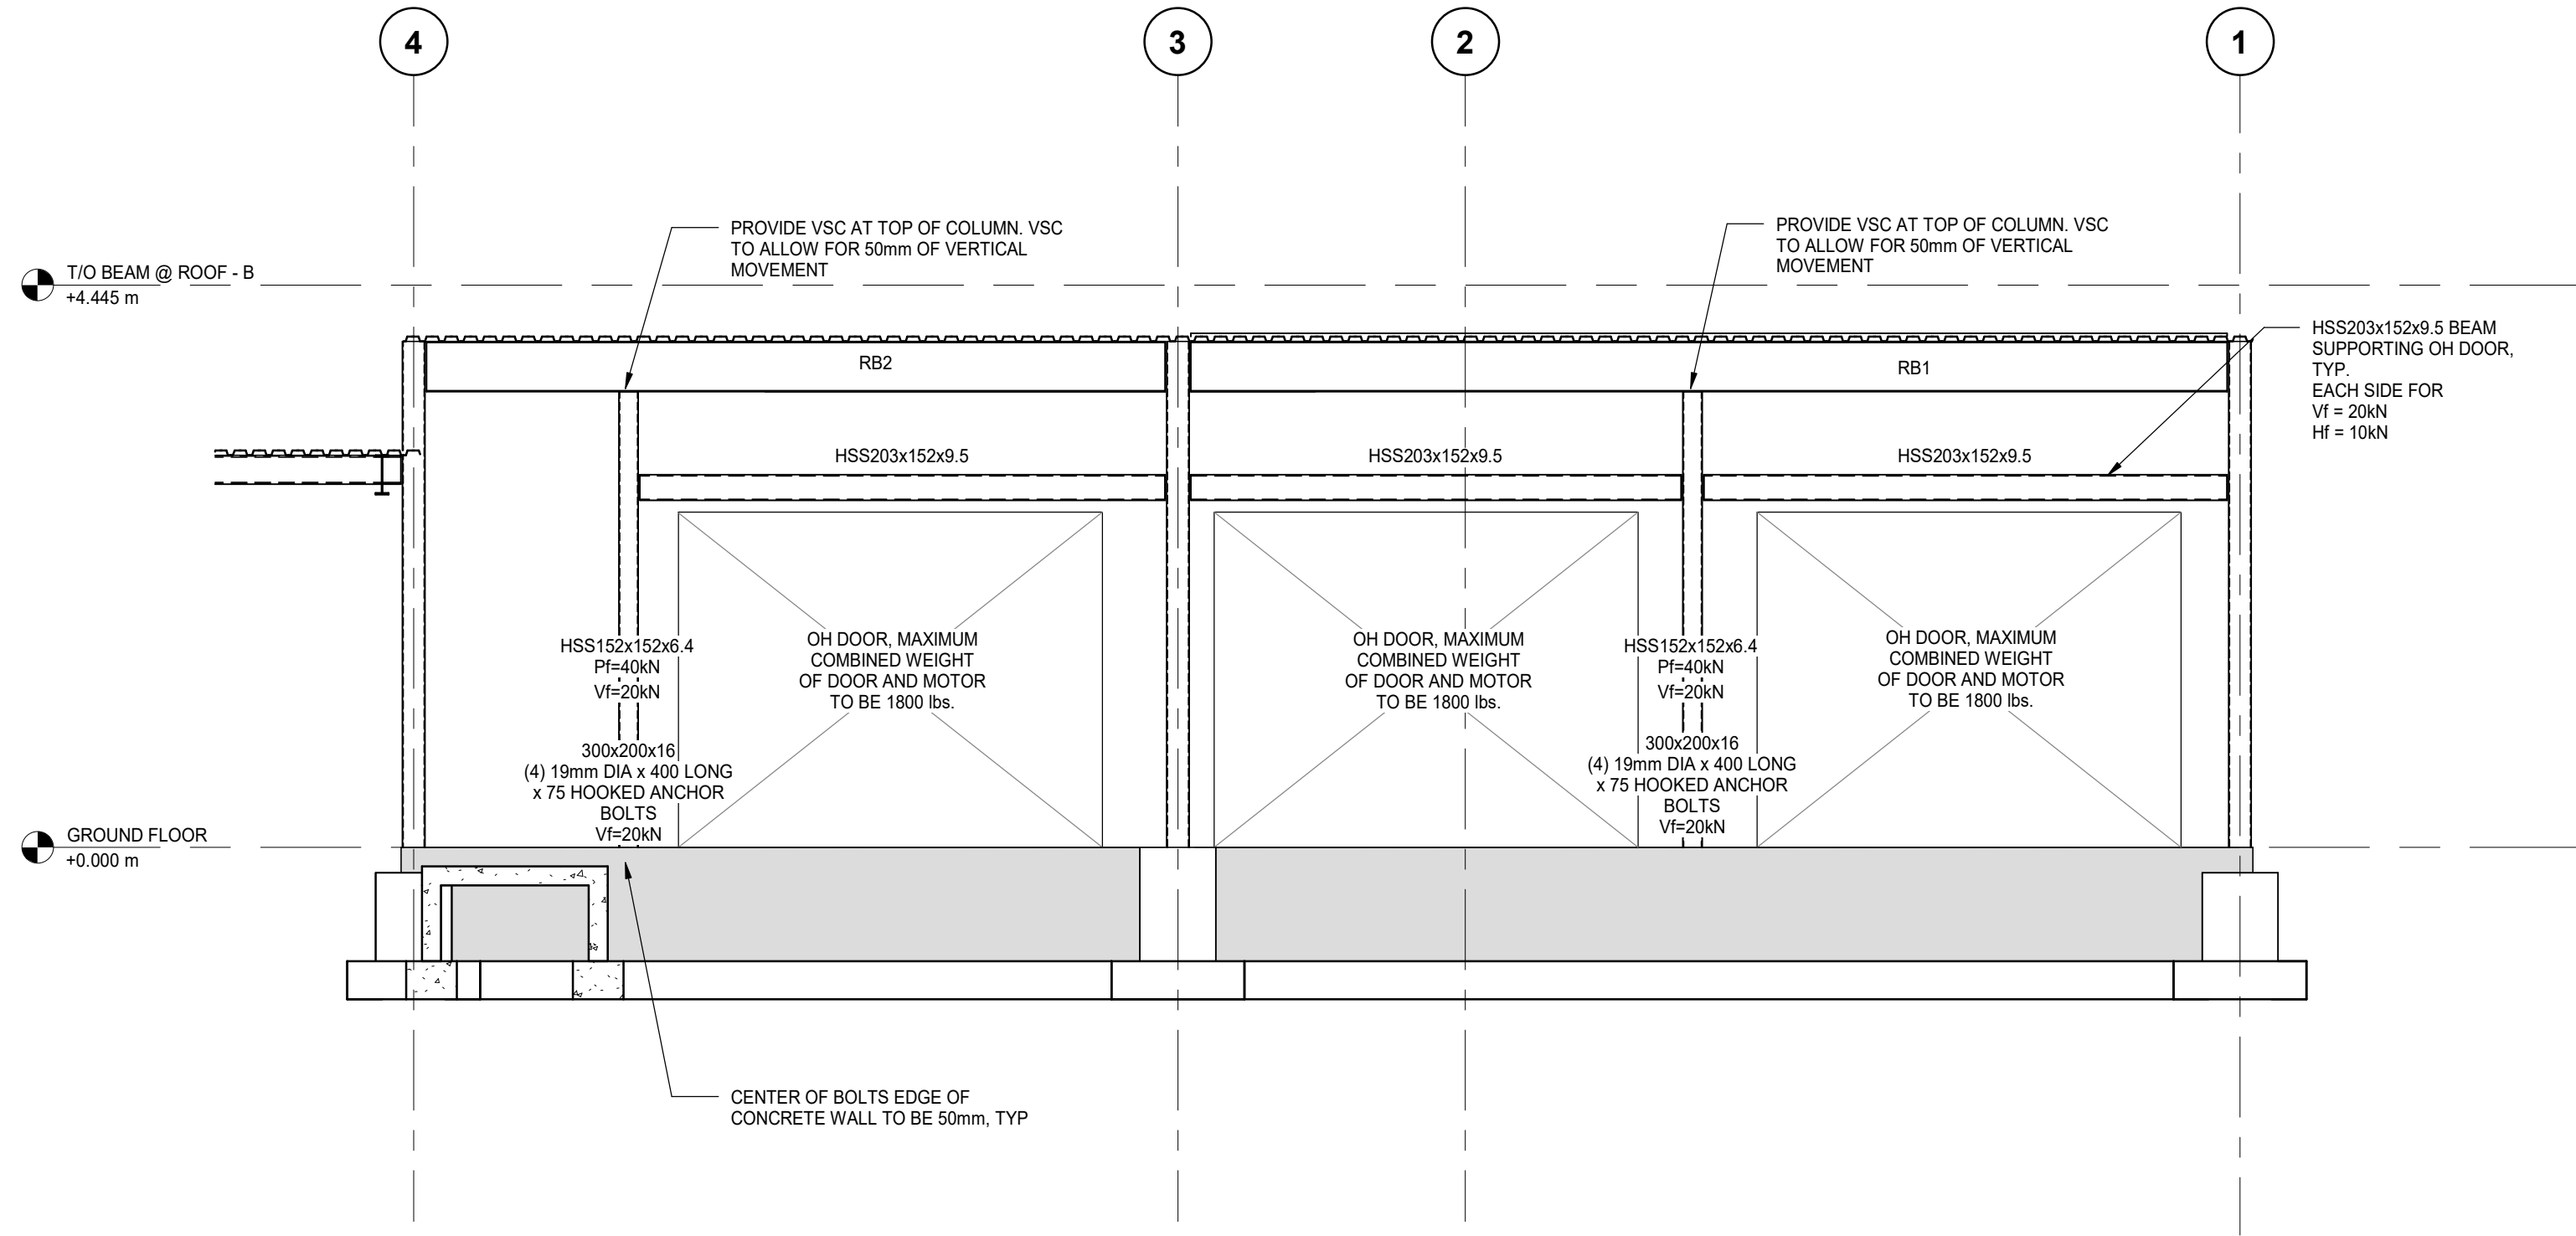 4
3
2
1
PROVIDE VSC AT TOP OF COLUMN. VSC
TO ALLOW FOR 50mm OF VERTICAL
MOVEMENT
PROVIDE VSC AT TOP OF COLUMN. VSC
TO ALLOW FOR 50mm OF VERTICAL
MOVEMENT
T/O BEAM @ ROOF - B
+4.445 m
HSS203x152x9.5 BEAM
SUPPORTING OH DOOR,
TYP.
EACH SIDE FOR
Vf = 20kN
Hf = 10kN
RB2
RB1
HSS203x152x9.5
HSS203x152x9.5
HSS203x152x9.5
HSS152x152x6.4
Pf=40kN
Vf=20kN
OH DOOR, MAXIMUM
COMBINED WEIGHT
OF DOOR AND MOTOR
TO BE 1800 lbs.
OH DOOR, MAXIMUM
COMBINED WEIGHT
OF DOOR AND MOTOR
TO BE 1800 lbs.
HSS152x152x6.4
Pf=40kN
Vf=20kN
OH DOOR, MAXIMUM
COMBINED WEIGHT
OF DOOR AND MOTOR
TO BE 1800 lbs.
300x200x16
(4) 19mm DIA x 400 LONG
x 75 HOOKED ANCHOR
BOLTS
Vf=20kN
300x200x16
(4) 19mm DIA x 400 LONG
x 75 HOOKED ANCHOR
BOLTS
Vf=20kN
GROUND FLOOR
+0.000 m
CENTER OF BOLTS EDGE OF
CONCRETE WALL TO BE 50mm, TYP